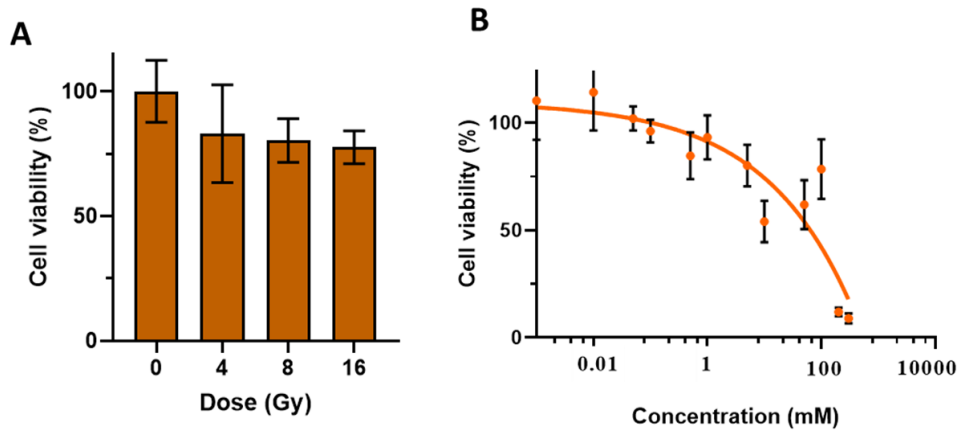 A
Cell viability (%)
100
50
0
0 4 8 16
Dose (Gy)
B
Cell viability (%)
100
50
0
0.01 1 100 10000
Concentration (mM)